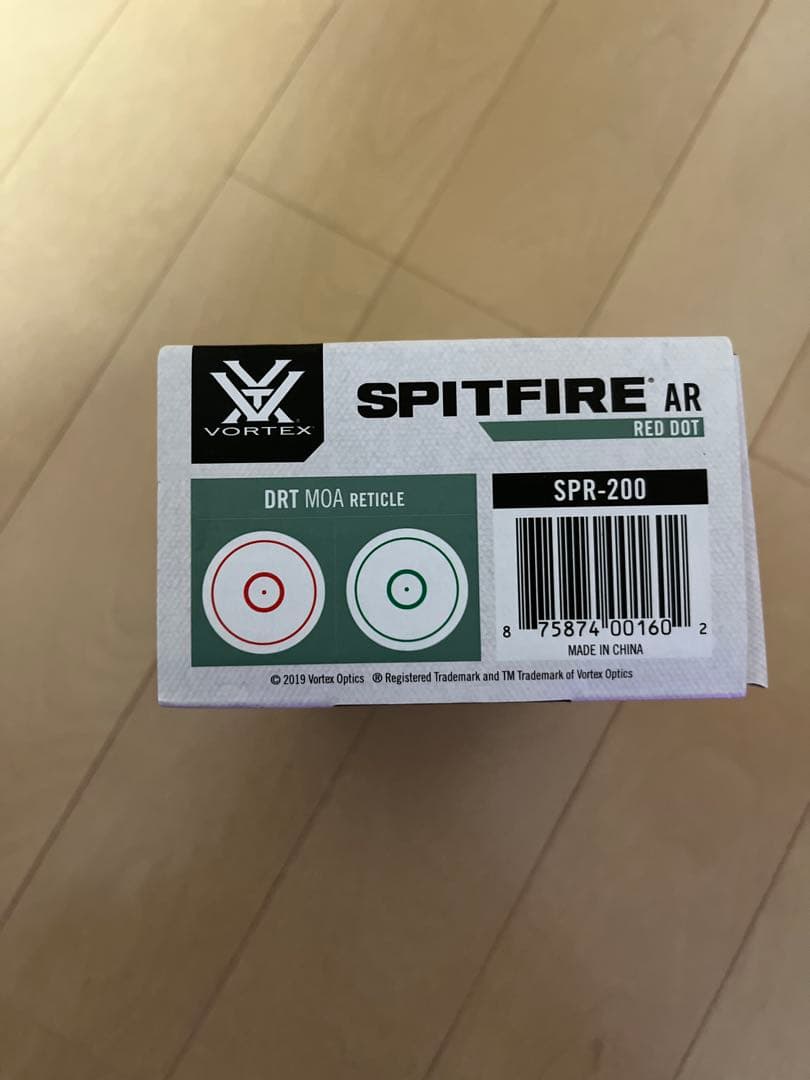 VORTEX
SPITFIRE® AR
RED DOT
DRT MOA RETICLE
SPR-200
8 75874 00160 2
MADE IN CHINA
© 2019 Vortex Optics ® Registered Trademark and TM Trademark of Vortex Optics